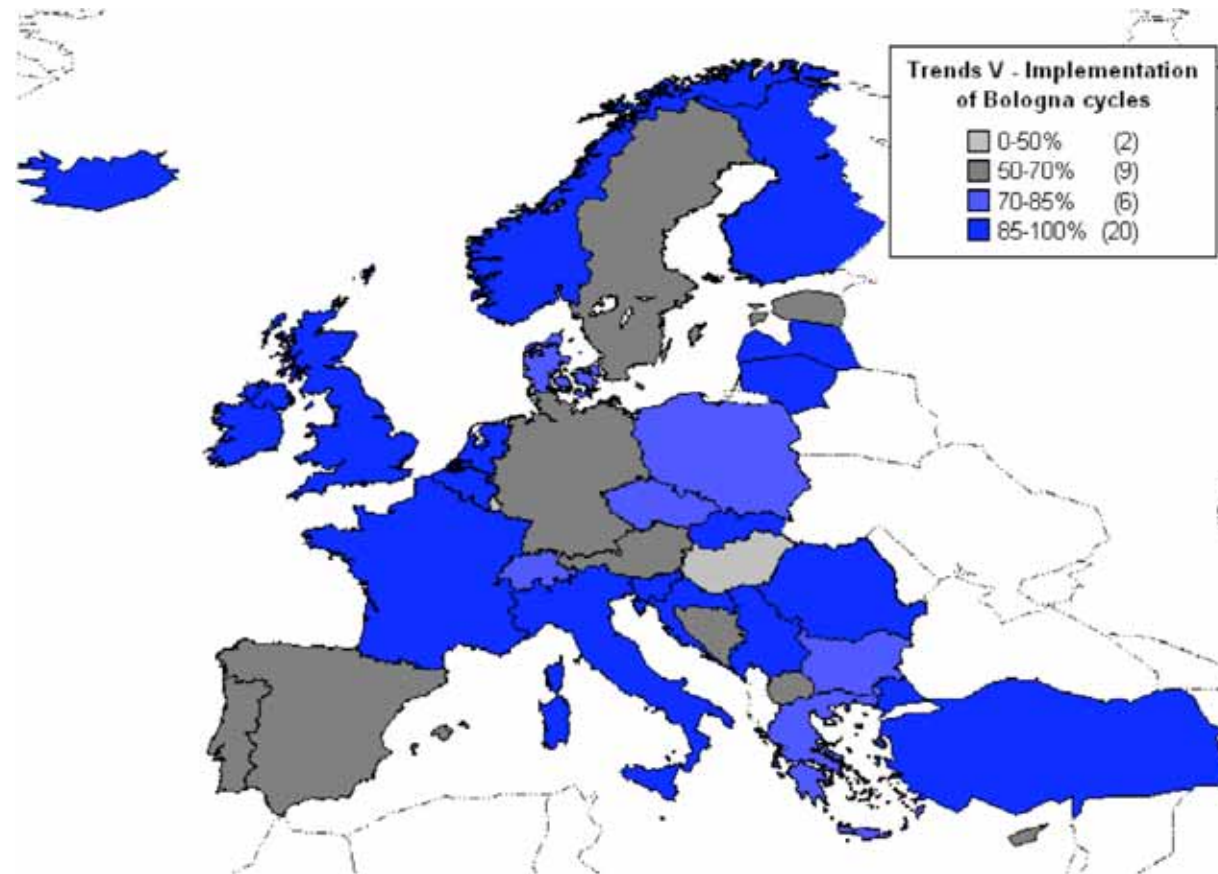 Trends V - Implementation
of Bologna cycles
0-50% (2)
50-70% (9)
70-85% (6)
85-100% (20)